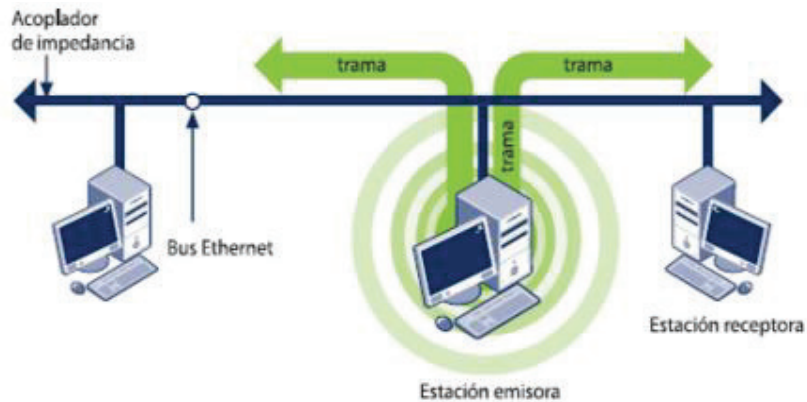 Acoplador
de impedancia
trama
trama
trama
Bus Ethernet
Estación receptora
Estación emisora